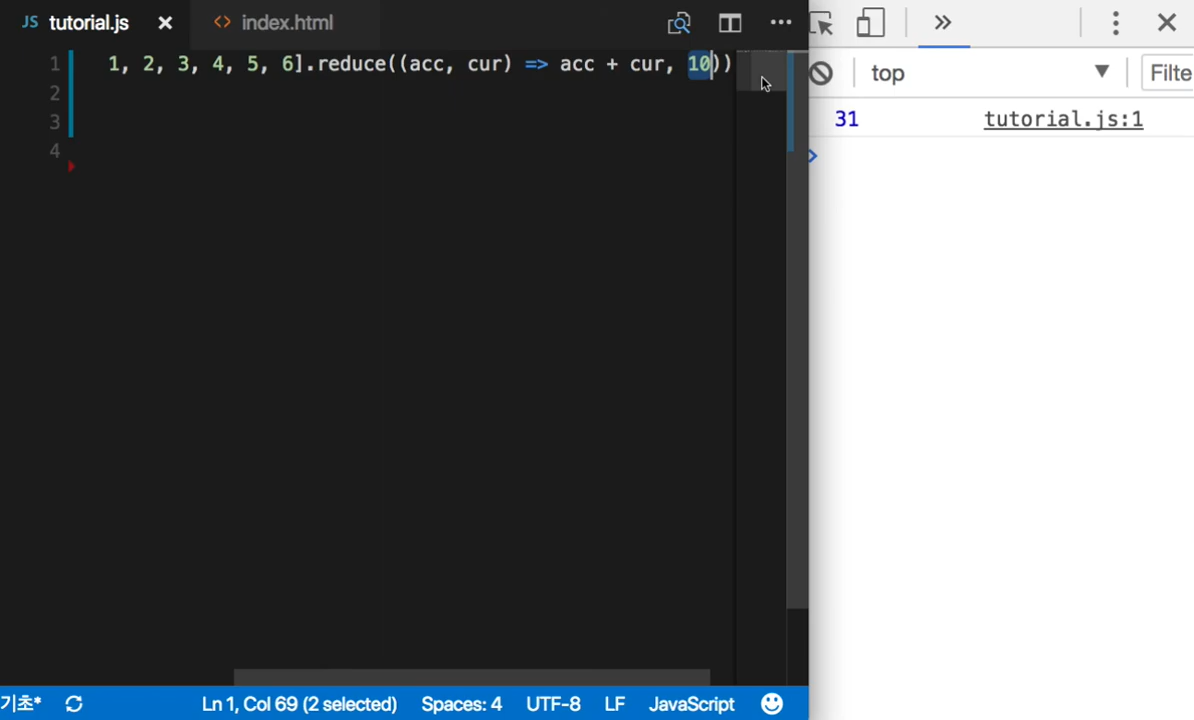 JS tutorial.js × <> index.html
1 1, 2, 3, 4, 5, 6].reduce((acc, cur) => acc + cur, 10))
2
3
4
top ▼ Filte
31 tutorial.js:1
기초* Ln 1, Col 69 (2 selected) Spaces: 4 UTF-8 LF JavaScript